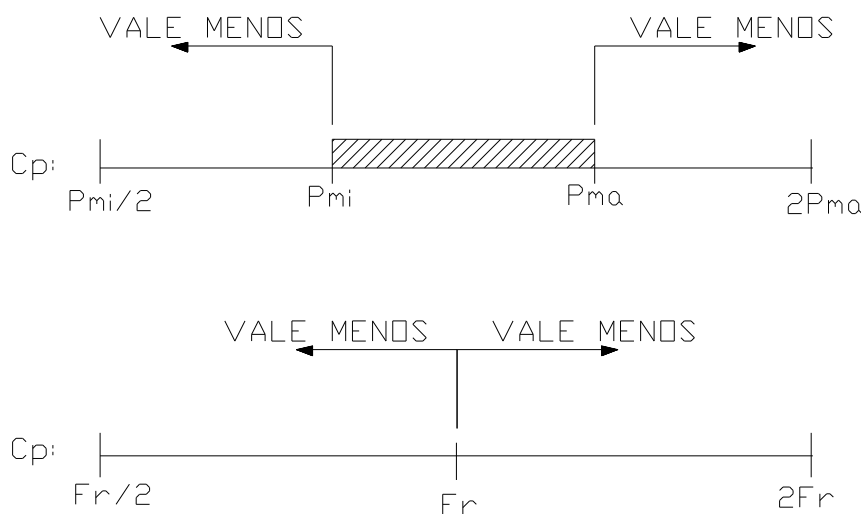 VALE MENOS VALE MENOS
Cp:
Pmi/2 Pmi Pma 2Pma
VALE MENOS VALE MENOS
Cp:
Fr/2 Fr 2Fr